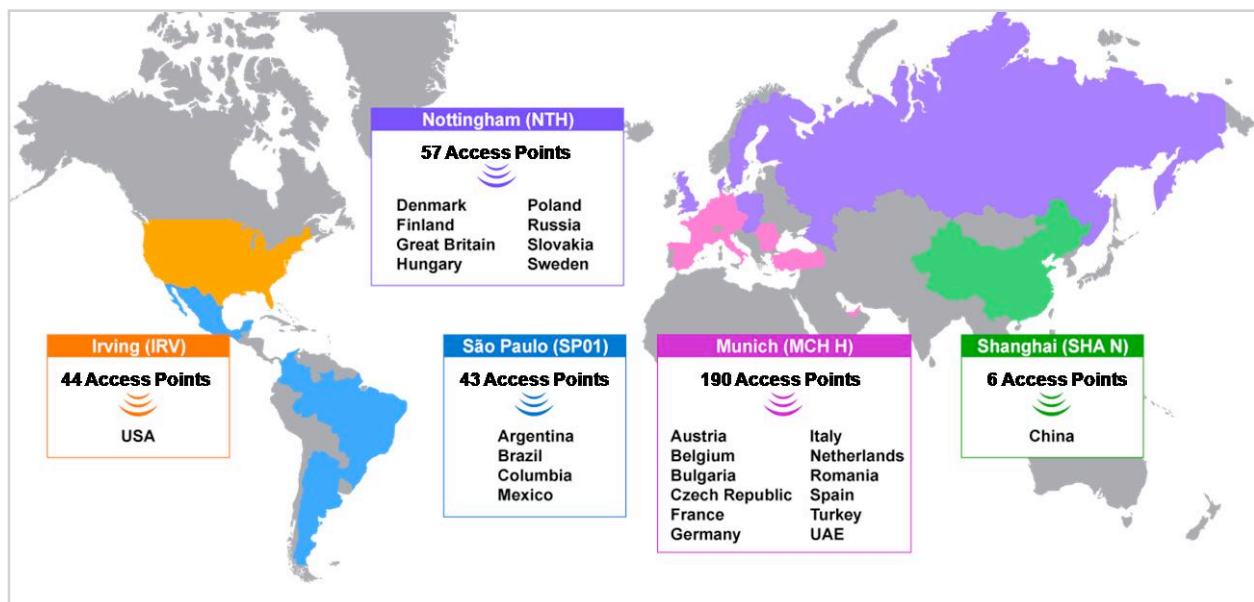 Nottingham (NTH)
57 Access Points
Denmark
Finland
Great Britain
Hungary
Poland
Russia
Slovakia
Sweden
Irving (IRV)
44 Access Points
USA
São Paulo (SP01)
43 Access Points
Argentina
Brazil
Columbia
Mexico
Munich (MCH H)
190 Access Points
Austria
Belgium
Bulgaria
Czech Republic
France
Germany
Italy
Netherlands
Romania
Spain
Turkey
UAE
Shanghai (SHA N)
6 Access Points
China